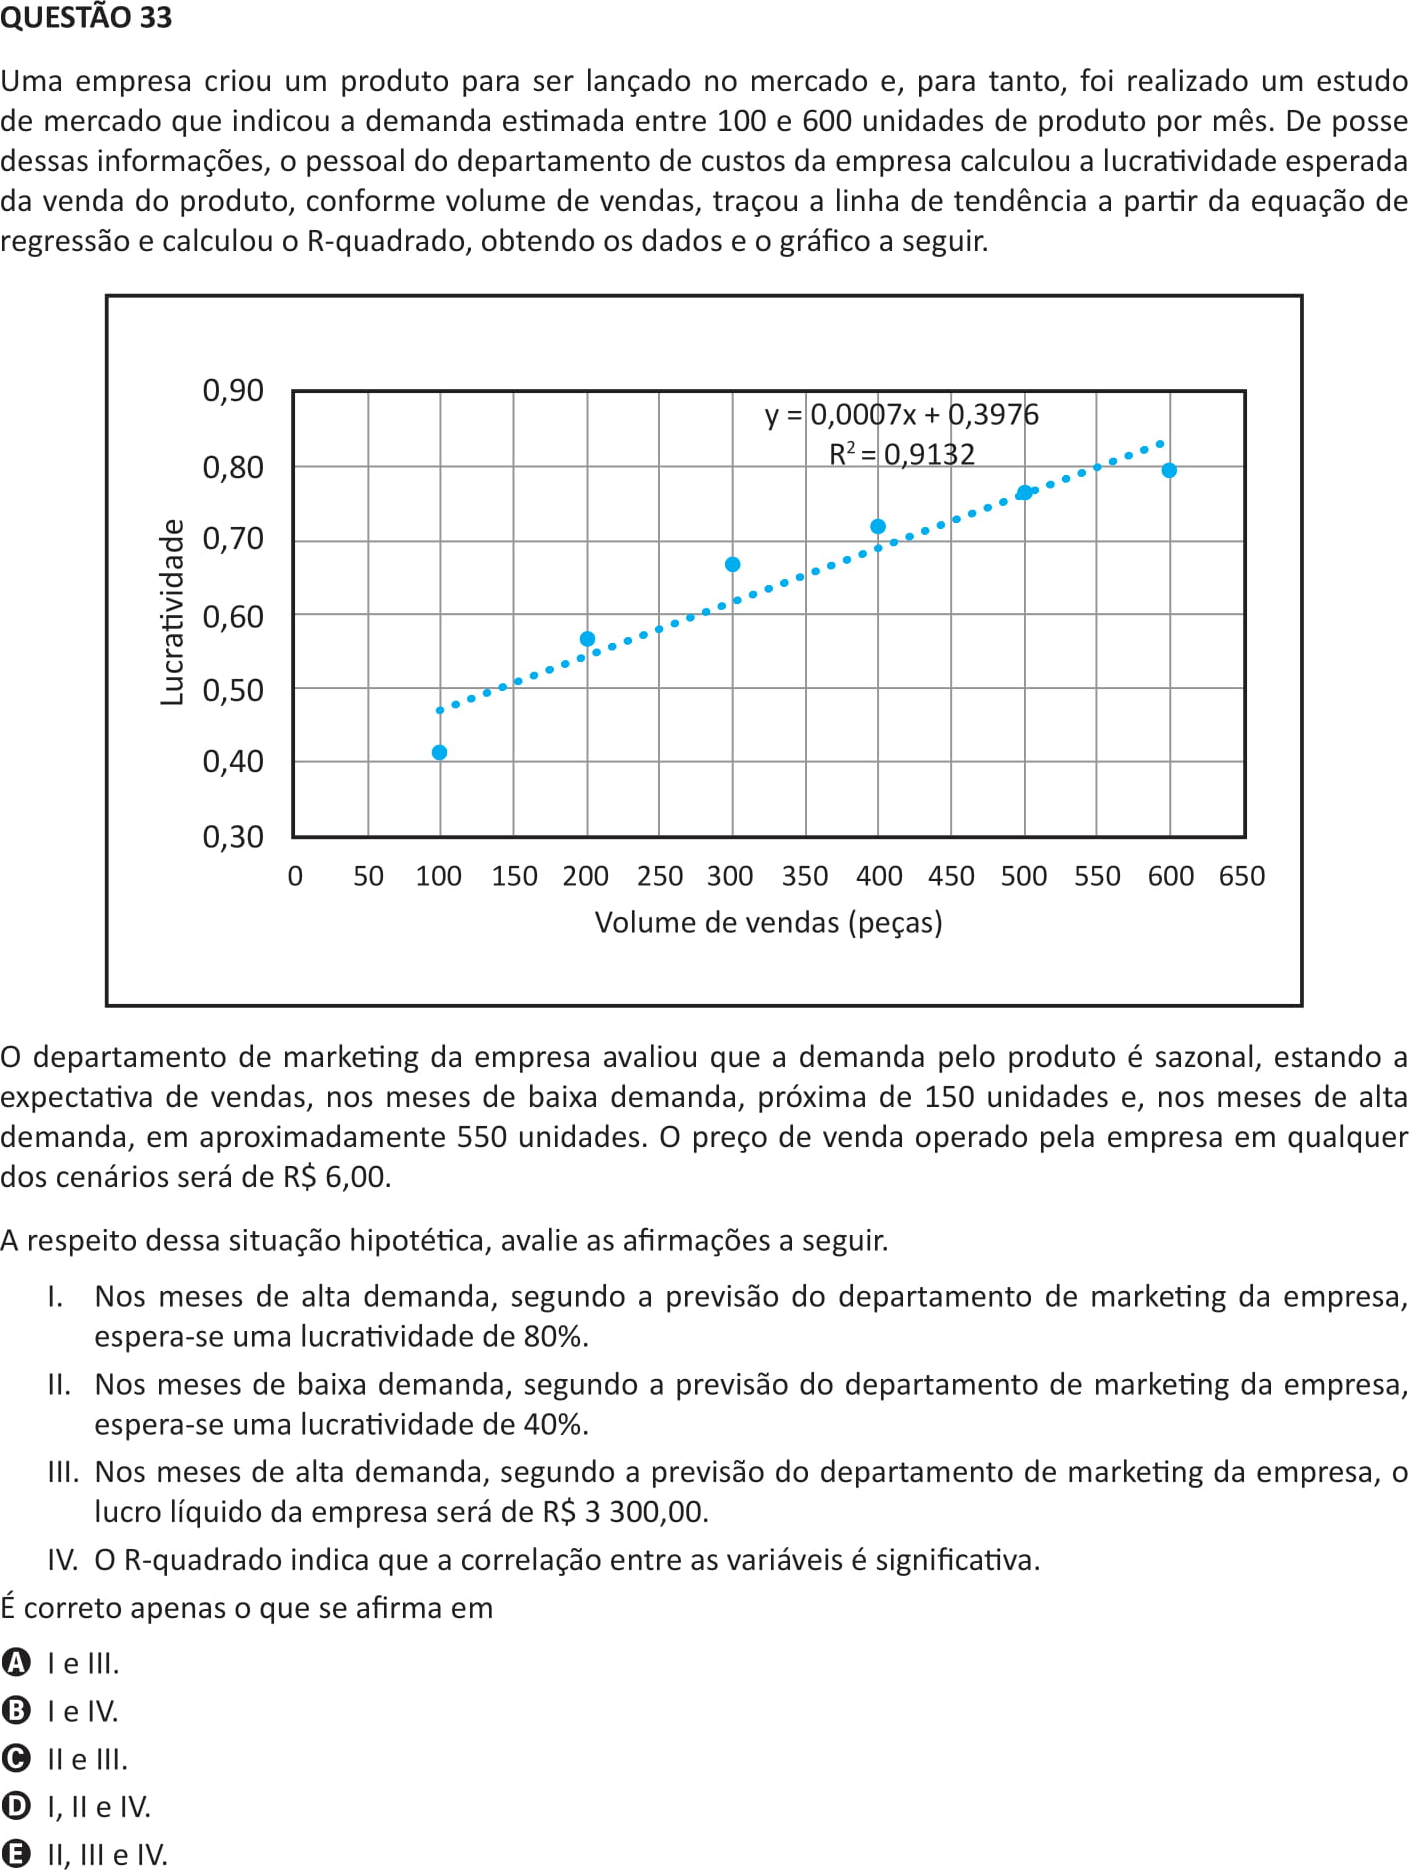 QUESTÃO 33
Uma empresa criou um produto para ser lançado no mercado e, para tanto, foi realizado um estudo
de mercado que indicou a demanda estimada entre 100 e 600 unidades de produto por mês. De posse
dessas informações, o pessoal do departamento de custos da empresa calculou a lucratividade esperada
da venda do produto, conforme volume de vendas, traçou a linha de tendência a partir da equação de
regressão e calculou o R-quadrado, obtendo os dados e o gráfico a seguir.
0,90
y = 0,0007x + 0,3976
R² = 0,9132
0,80
0,70
0,60
0,50
0,40
0,30
Lucratividade
0 50 100 150 200 250 300 350 400 450 500 550 600 650
Volume de vendas (peças)
O departamento de marketing da empresa avaliou que a demanda pelo produto é sazonal, estando a
expectativa de vendas, nos meses de baixa demanda, próxima de 150 unidades e, nos meses de alta
demanda, em aproximadamente 550 unidades. O preço de venda operado pela empresa em qualquer
dos cenários será de R$ 6,00.
A respeito dessa situação hipotética, avalie as afirmações a seguir.
I. Nos meses de alta demanda, segundo a previsão do departamento de marketing da empresa,
espera-se uma lucratividade de 80%.
II. Nos meses de baixa demanda, segundo a previsão do departamento de marketing da empresa,
espera-se uma lucratividade de 40%.
III. Nos meses de alta demanda, segundo a previsão do departamento de marketing da empresa, o
lucro líquido da empresa será de R$ 3 300,00.
IV. O R-quadrado indica que a correlação entre as variáveis é significativa.
É correto apenas o que se afirma em
A I e III.
B I e IV.
C II e III.
D I, II e IV.
E II, III e IV.